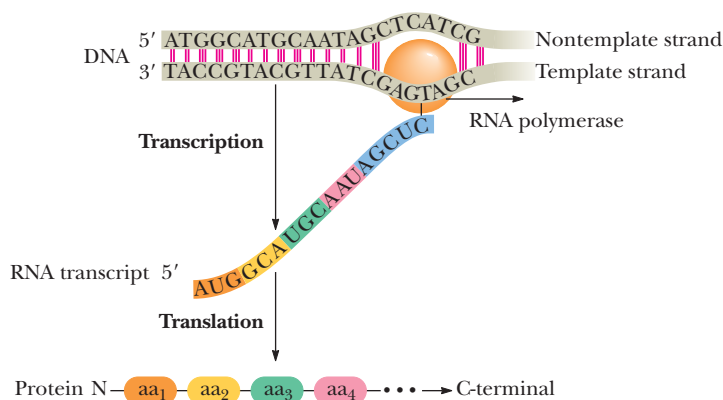 5′ ATGGCATGCAATAGCTCATCG Nontemplate strand
DNA
3′ TACCGTACGTTATCGAGTAGC Template strand
RNA polymerase
Transcription
AUGGCAUGCAAUAGCUC
RNA transcript 5′
Translation
Protein N aa1 aa2 aa3 aa4 ••• C-terminal